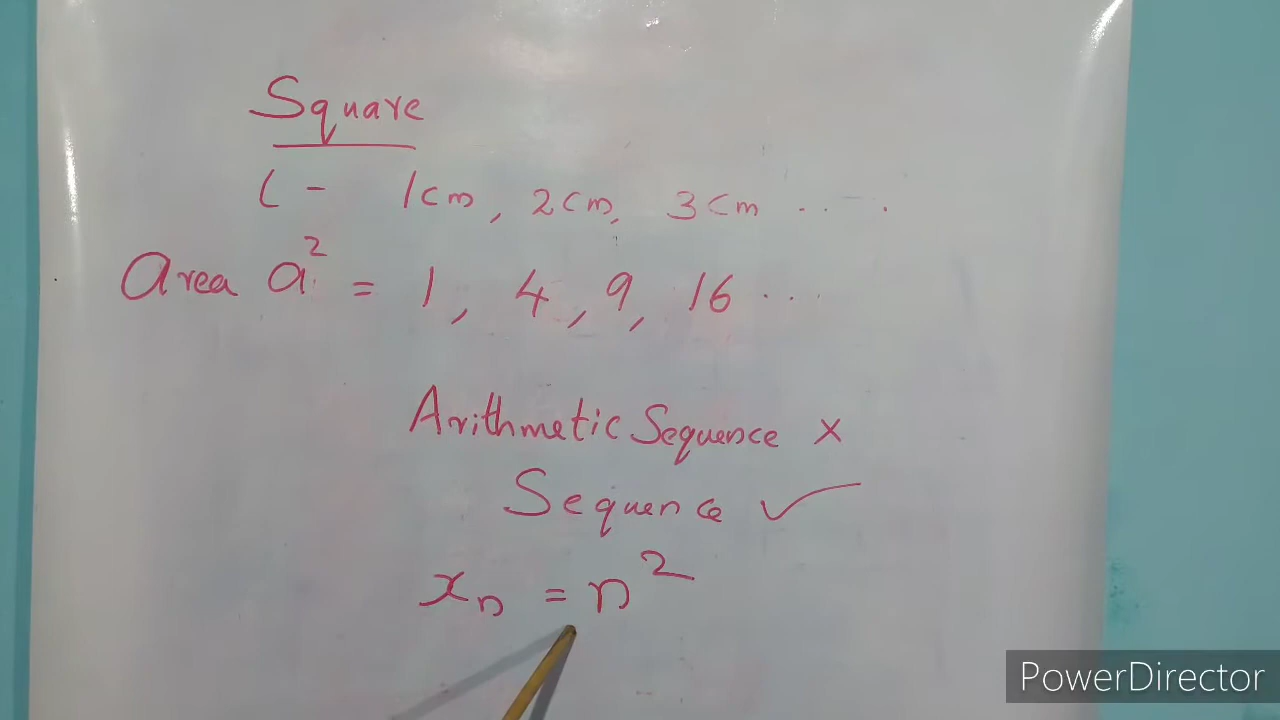 Square
l - 1cm, 2cm, 3cm ....
Area a² = 1, 4, 9, 16 ...
Arithmetic Sequence ×
Sequence ✓
xₙ = n²
PowerDirector